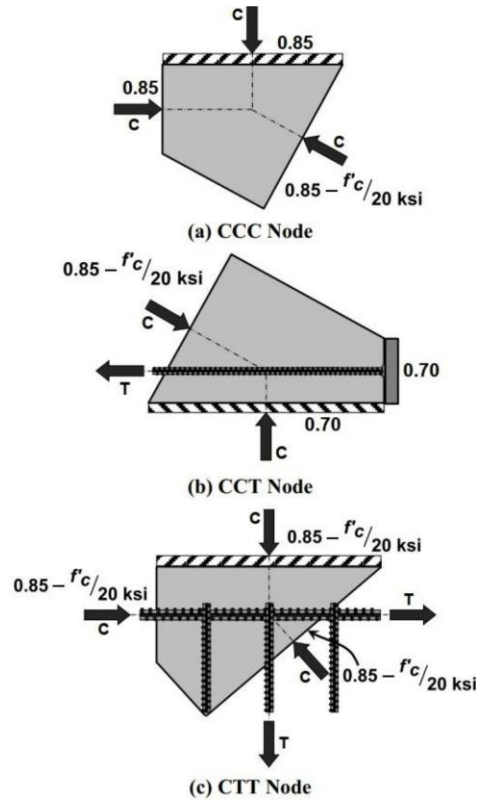 C
0.85
0.85
C
C
0.85 – f'c/20 ksi
(a) CCC Node
0.85 – f'c/20 ksi
C
T
0.70
0.70
C
(b) CCT Node
C
0.85 – f'c/20 ksi
0.85 – f'c/20 ksi
C
T
C
0.85 – f'c/20 ksi
T
(c) CTT Node